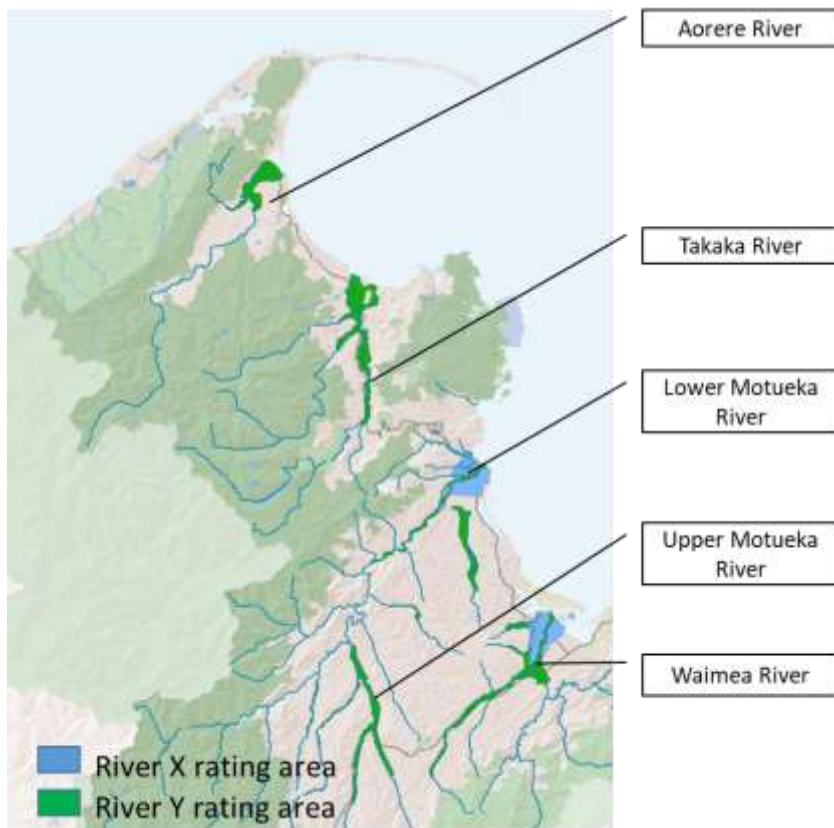 Aorere River
Takaka River
Lower Motueka
River
Upper Motueka
River
Waimea River
River X rating area
River Y rating area